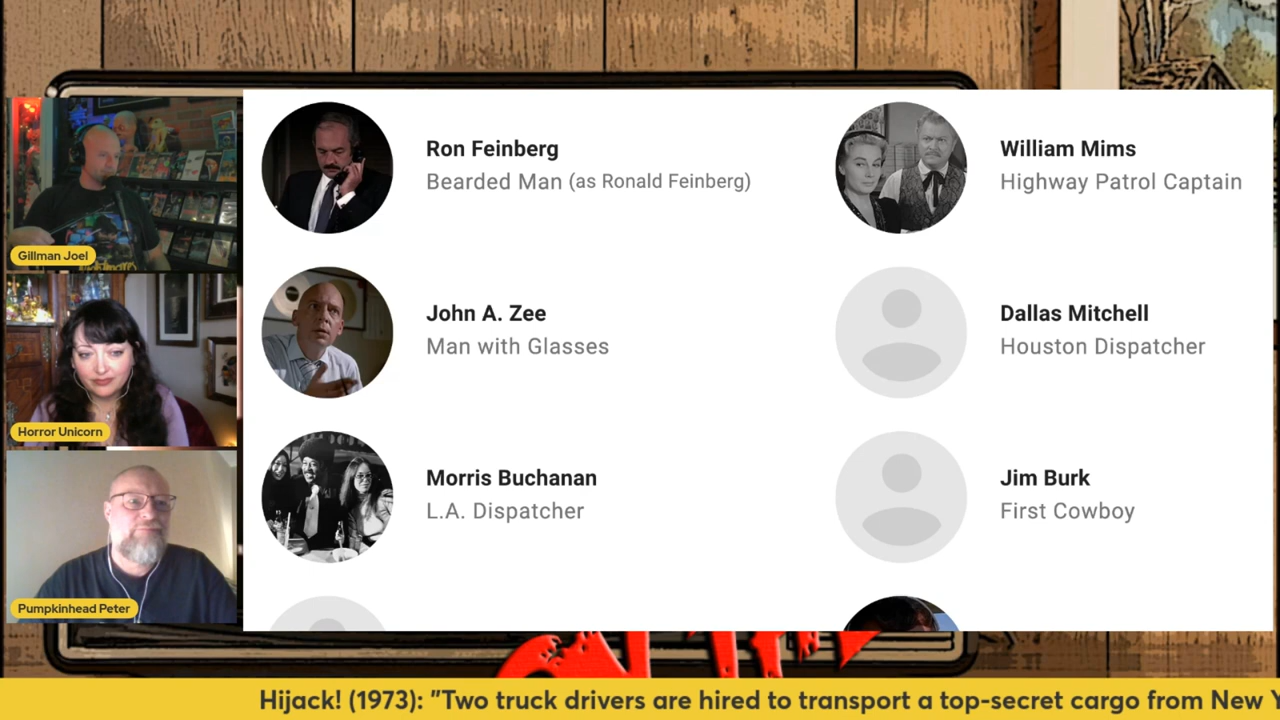 Gillman Joel
Horror Unicorn
Pumpkinhead Peter
Ron Feinberg
Bearded Man (as Ronald Feinberg)
William Mims
Highway Patrol Captain
John A. Zee
Man with Glasses
Dallas Mitchell
Houston Dispatcher
Morris Buchanan
L.A. Dispatcher
Jim Burk
First Cowboy
Hijack! (1973): "Two truck drivers are hired to transport a top-secret cargo from New